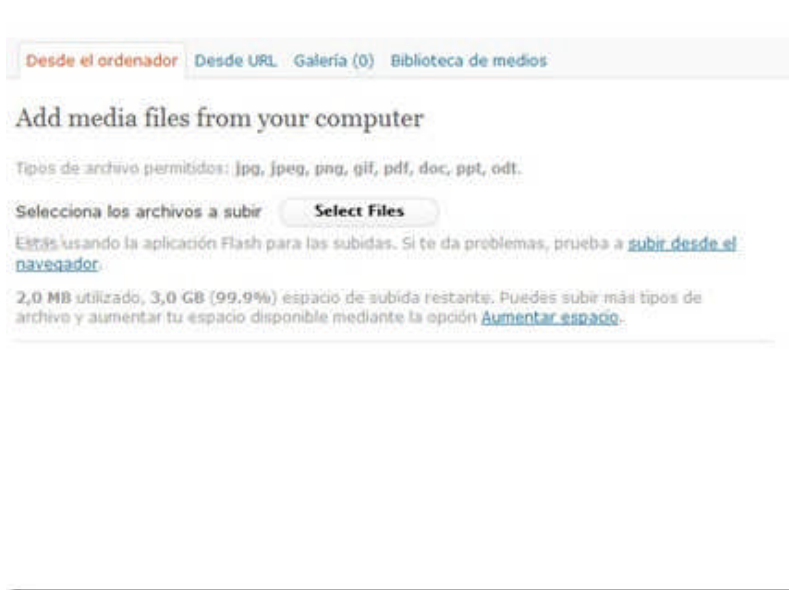 Desde el ordenador Desde URL Galería (0) Biblioteca de medios
Add media files from your computer
Tipos de archivo permitidos: jpg, jpeg, png, gif, pdf, doc, ppt, odt.
Selecciona los archivos a subir Select Files
Estás usando la aplicación Flash para las subidas. Si te da problemas, prueba a subir desde el
navegador.
2,0 MB utilizado, 3,0 GB (99.9%) espacio de subida restante. Puedes subir más tipos de
archivo y aumentar tu espacio disponible mediante la opción Aumentar espacio.